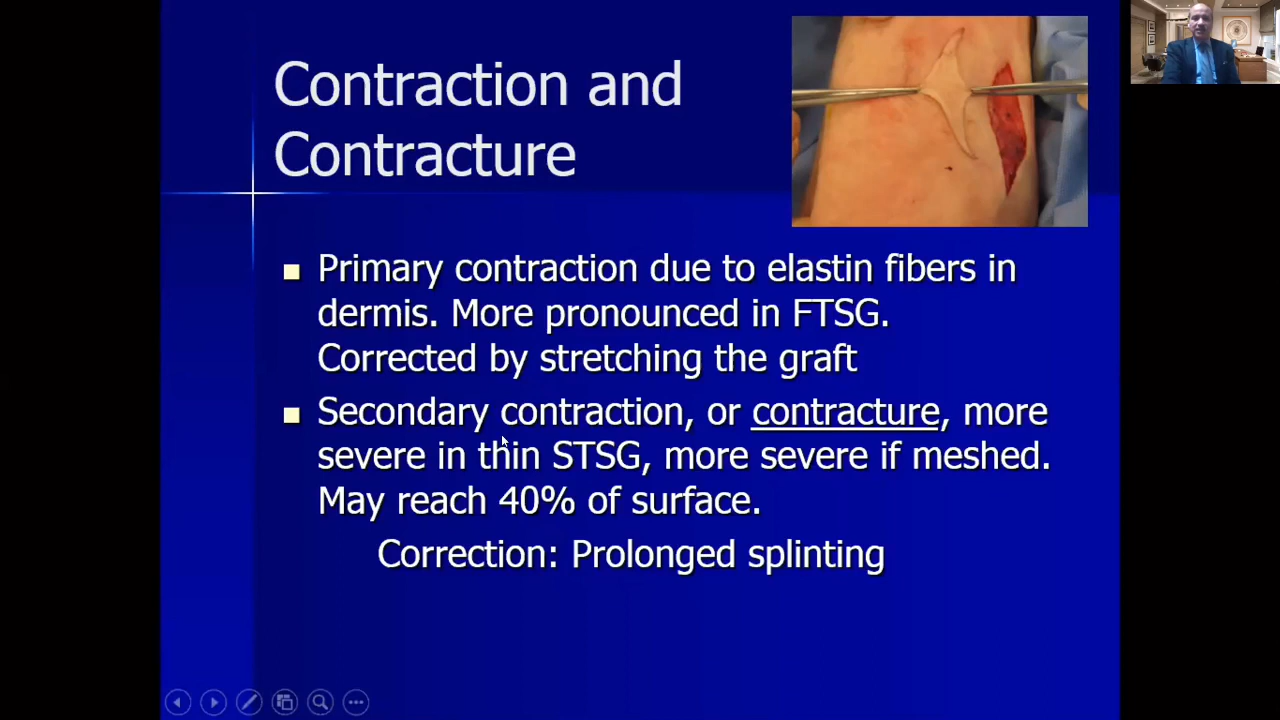 Contraction and
Contracture
Primary contraction due to elastin fibers in
dermis. More pronounced in FTSG.
Corrected by stretching the graft
Secondary contraction, or contracture, more
severe in thin STSG, more severe if meshed.
May reach 40% of surface.
Correction: Prolonged splinting